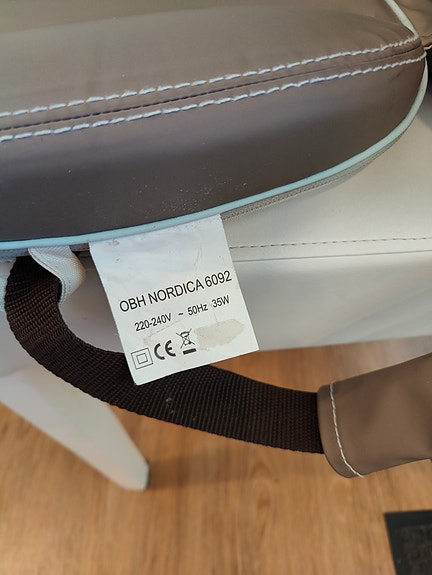 OBH NORDICA 6092
220-240V ~ 50Hz 35W
CE